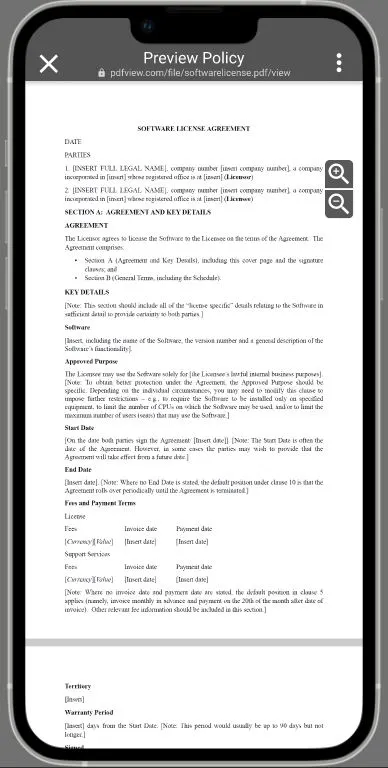 Preview Policy
pdfview.com/file/softwarelicense.pdf/view
SOFTWARE LICENSE AGREEMENT
DATE
PARTIES
1. [INSERT FULL LEGAL NAME], company number [insert company number], a company
incorporated in [insert] whose registered office is at [insert] (Licensor)
2. [INSERT FULL LEGAL NAME], company number [insert company number], a company
incorporated in [insert] whose registered office is at [insert] (Licensee)
SECTION A: AGREEMENT AND KEY DETAILS
AGREEMENT
The Licensor agrees to license the Software to the Licensee on the terms of the Agreement. The
Agreement comprises:
• Section A (Agreement and Key Details), including this cover page and the signature
clauses; and
• Section B (General Terms, including the Schedule).
KEY DETAILS
[Note: This section should include all of the "license specific" details relating to the Software in
sufficient detail to provide certainty to both parties.]
Software
[Insert, including the name of the Software, the version number and a general description of the
Software's functionality].
Approved Purpose
The Licensee may use the Software solely for [the Licensee's lawful internal business purposes].
[Note: To obtain better protection under the Agreement, the Approved Purpose should be
specific. Depending on the individual circumstances, you may need to modify this clause to
impose further restrictions – e.g., to require the Software to be installed only on specified
equipment, to limit the number of CPUs on which the Software may be used, and/or to limit the
maximum number of users (seats) that may use the Software.]
Start Date
[On the date both parties sign the Agreement: [Insert date]]. [Note: The Start Date is often the
date of the Agreement. However, in some cases the parties may wish to provide that the
Agreement will take effect from a future date.]
End Date
[Insert date]. [Note: Where no End Date is stated, the default position under clause 10 is that the
Agreement rolls over periodically until the Agreement is terminated.]
Fees and Payment Terms
License
Fees Invoice date Payment date
[Currency][Value] [Insert date] [Insert date]
Support Services
Fees Invoice date Payment date
[Currency][Value] [Insert date] [Insert date]
[Note: Where no invoice date and payment date are stated, the default position in clause 5
applies (namely, invoice monthly in advance and payment on the 20th of the month after date of
invoice). Other relevant fee information should be included in this section.]
Territory
[Insert]
Warranty Period
[Insert] days from the Start Date. [Note: This period would usually be up to 90 days but not
longer.]
Signed